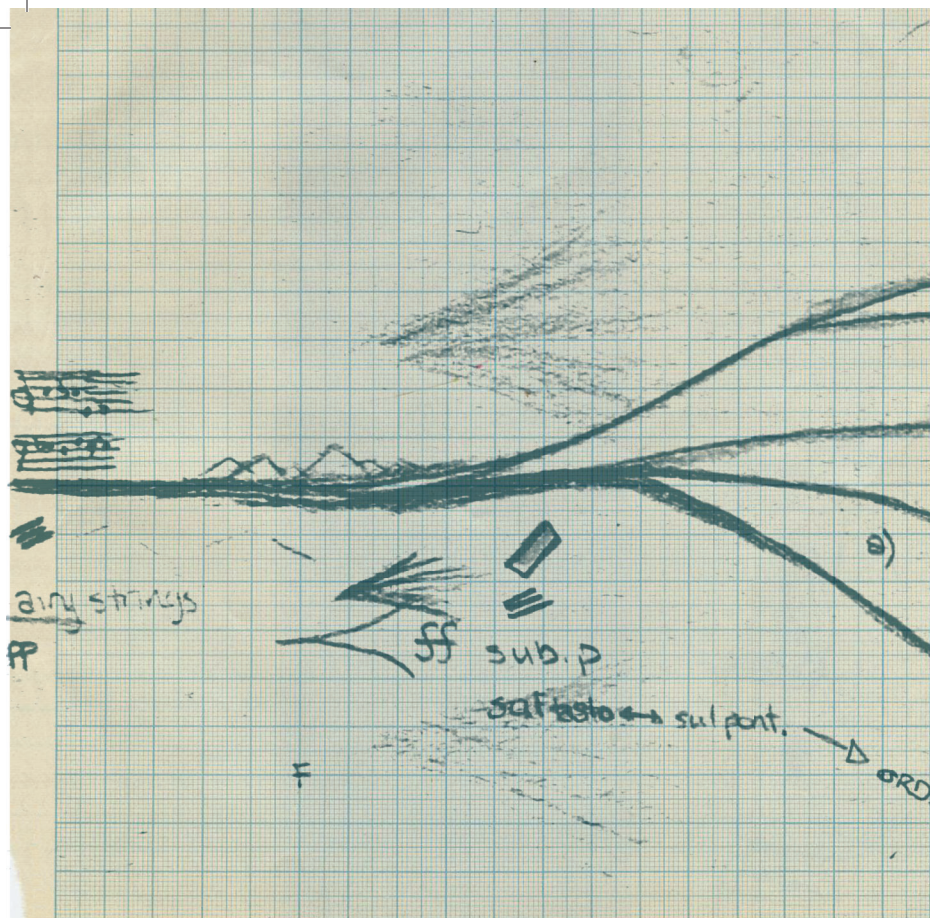 a)
airy strings
pp
ff sub.p
sul tasto ↔ sul pont.
ORD.
F